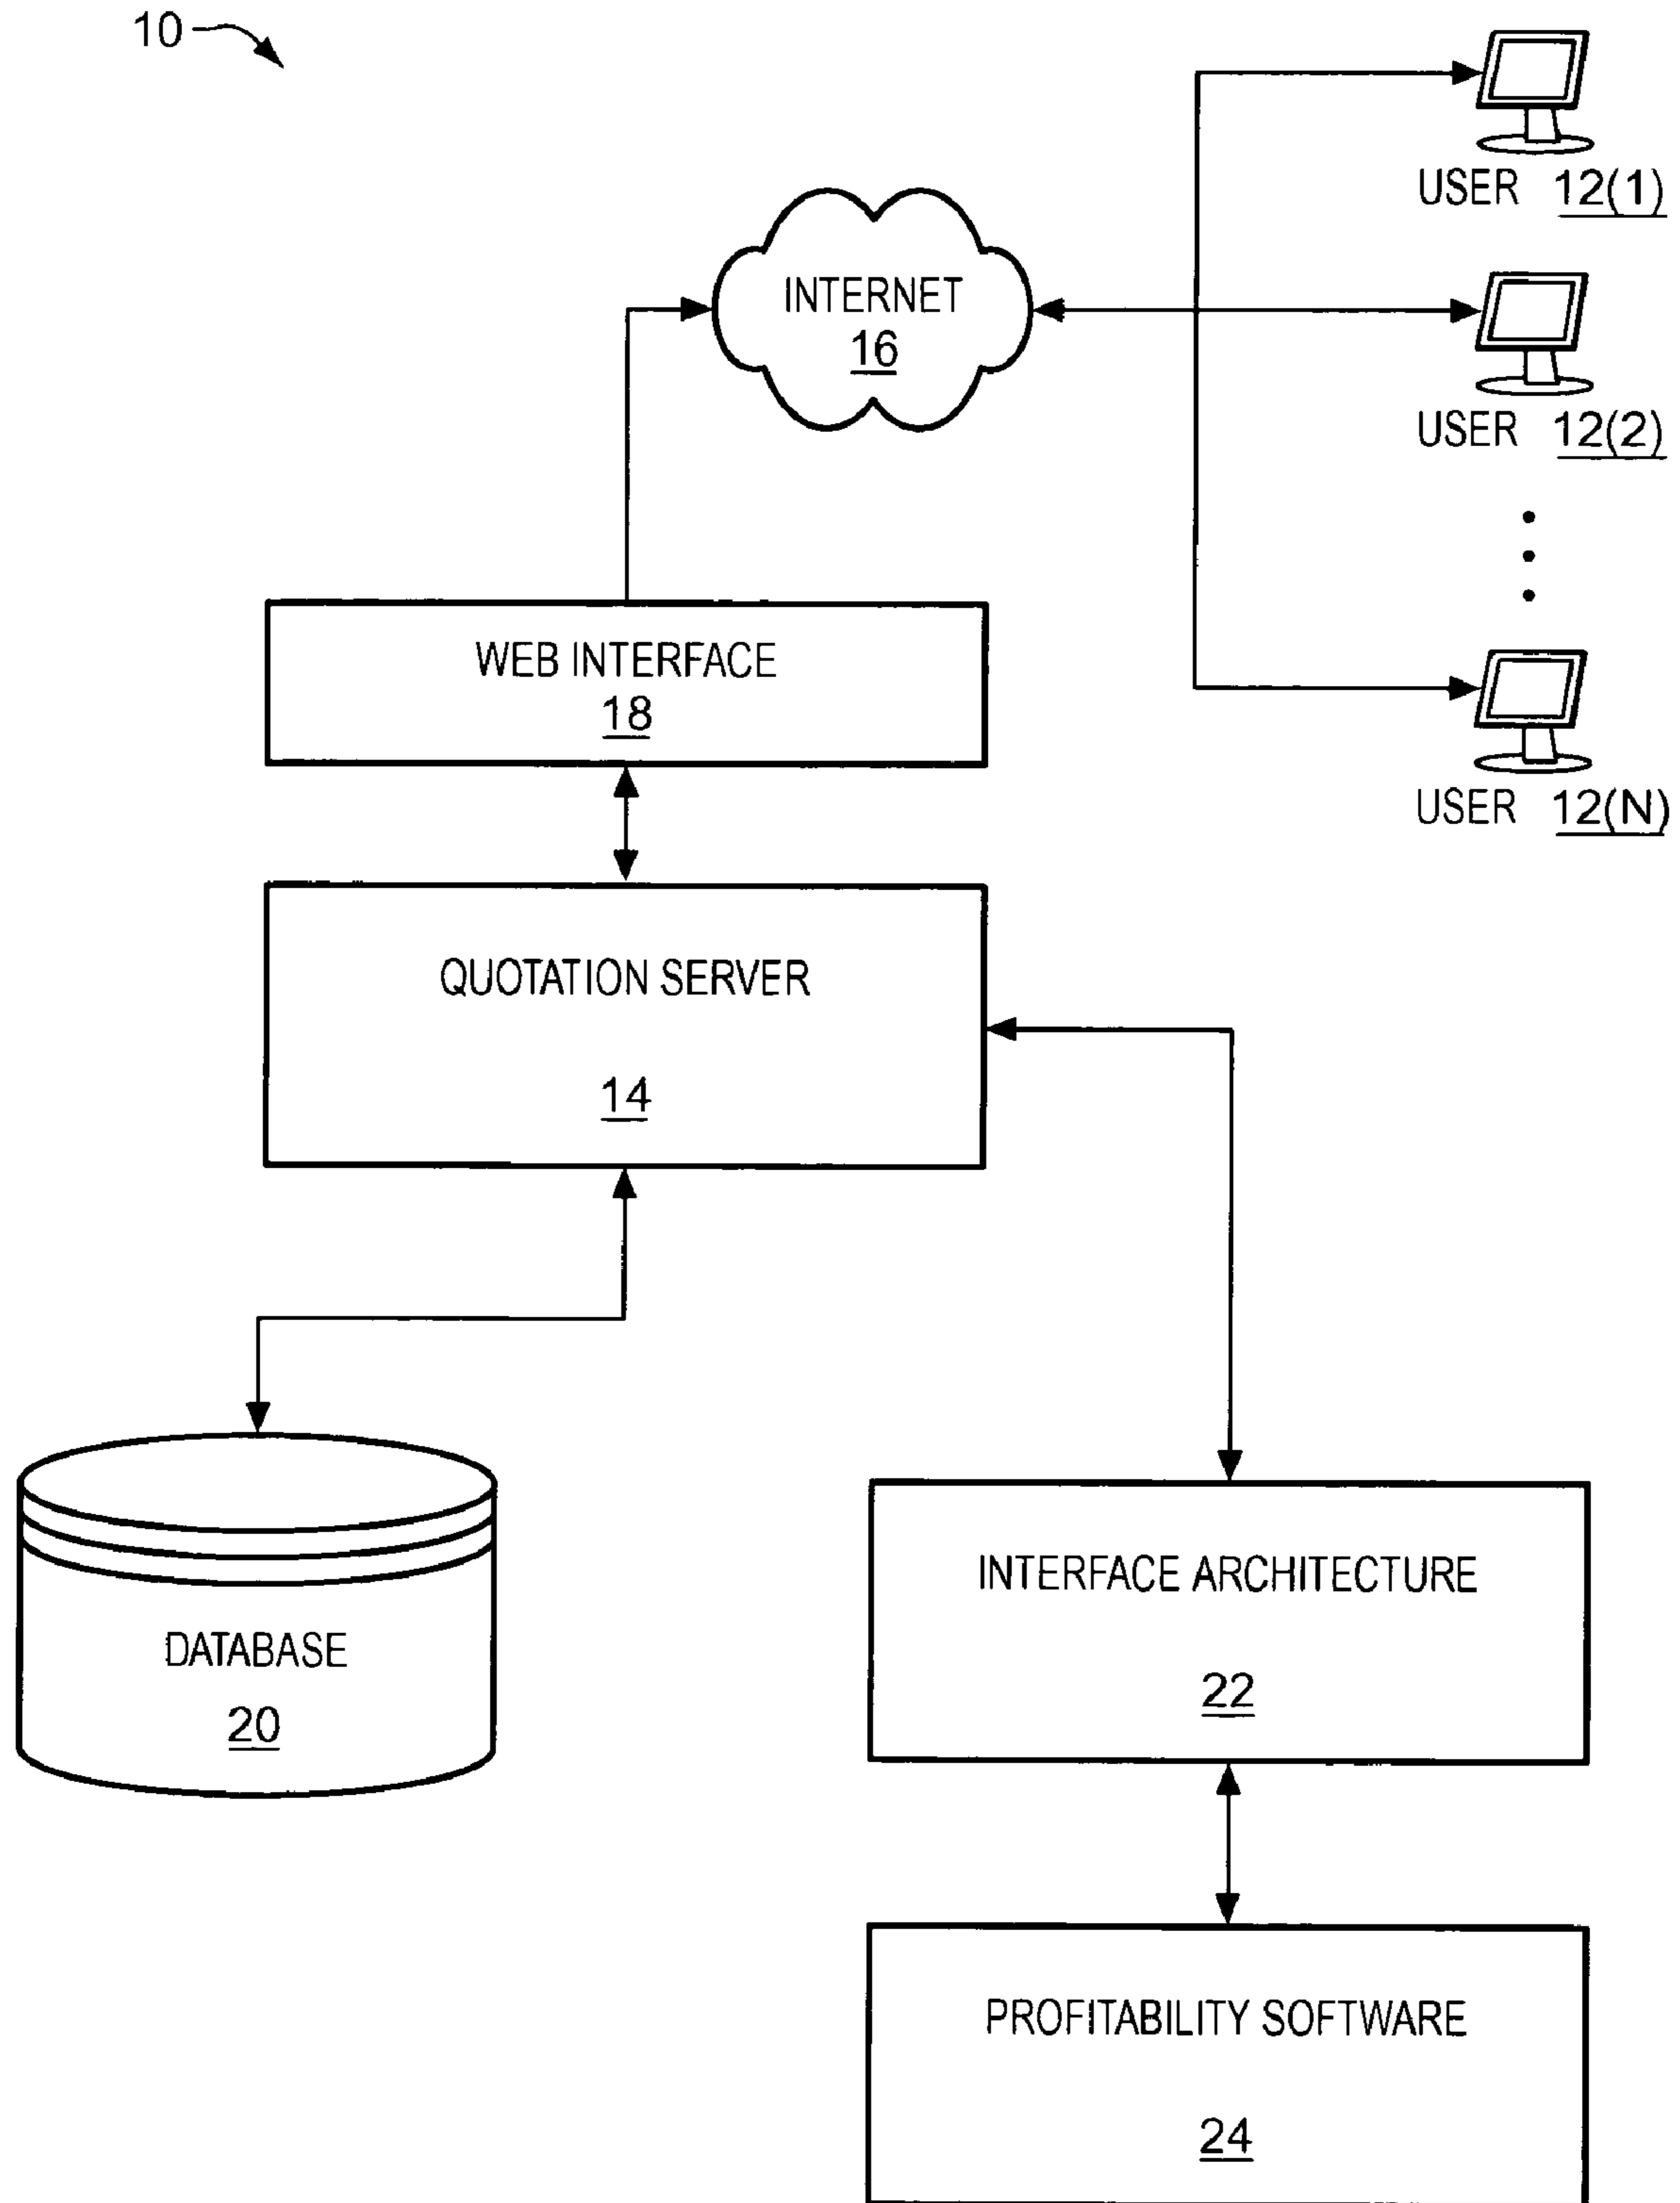 10
USER 12(1)
INTERNET
16
USER 12(2)
WEB INTERFACE
18
USER 12(N)
QUOTATION SERVER
14
INTERFACE ARCHITECTURE
22
DATABASE
20
PROFITABILITY SOFTWARE
24